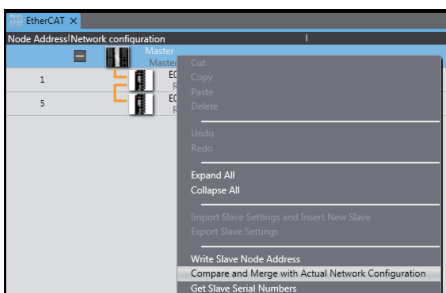 EtherCAT
Node Address Network configuration
Master
Master
Cut
1
Copy
Paste
5
Delete
Undo
Redo
Expand All
Collapse All
Import Slave Settings and Insert New Slave
Export Slave Settings
Write Slave Node Address
Compare and Merge with Actual Network Configuration
Get Slave Serial Numbers